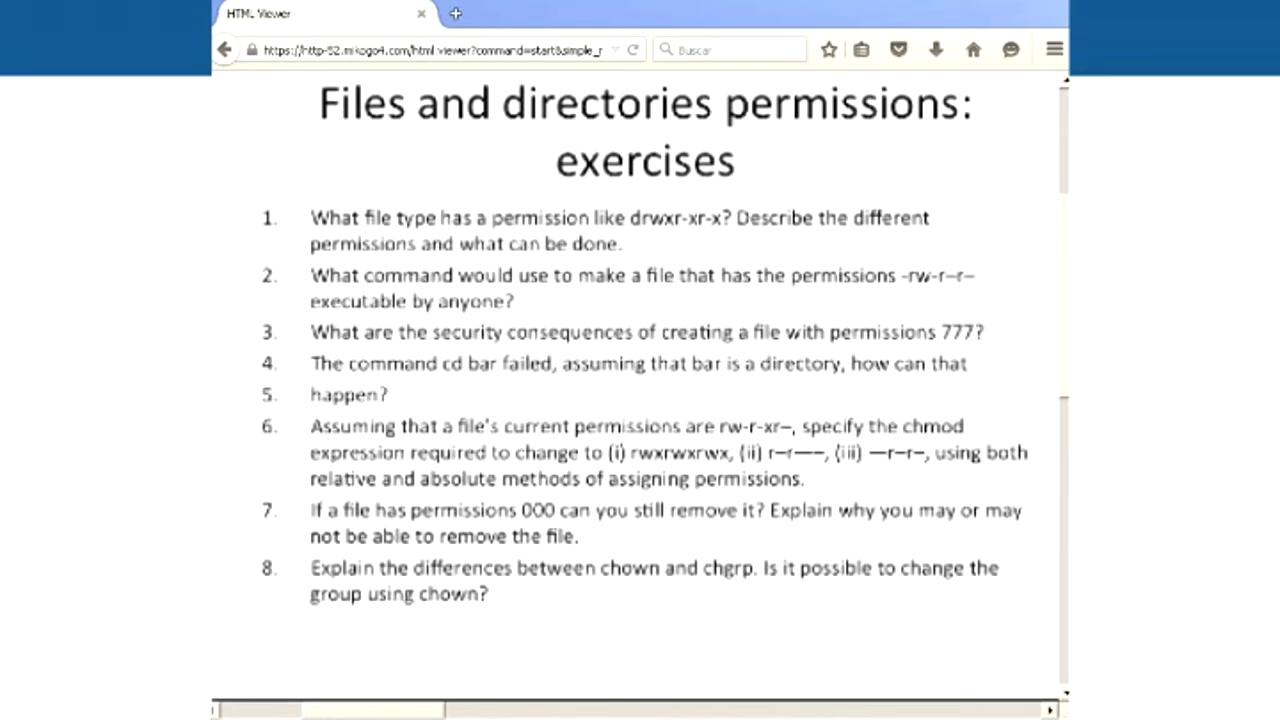 HTML Viewer
https://http-52.mikogo4.com/html viewer?command=start&simple_r
Buscar
Files and directories permissions:
exercises
1. What file type has a permission like drwxr-xr-x? Describe the different
permissions and what can be done.
2. What command would use to make a file that has the permissions -rw-r–r–
executable by anyone?
3. What are the security consequences of creating a file with permissions 777?
4. The command cd bar failed, assuming that bar is a directory, how can that
5. happen?
6. Assuming that a file's current permissions are rw-r-xr–, specify the chmod
expression required to change to (i) rwxrwxrwx, (ii) r–r—–, (iii) —r–r–, using both
relative and absolute methods of assigning permissions.
7. If a file has permissions 000 can you still remove it? Explain why you may or may
not be able to remove the file.
8. Explain the differences between chown and chgrp. Is it possible to change the
group using chown?